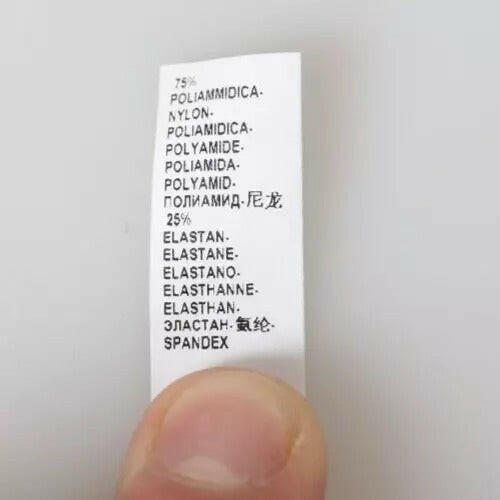 75%
POLIAMMIDICA-
NYLON-
POLIAMIDICA-
POLYAMIDE-
POLIAMIDA-
POLYAMID-
ПОЛИАМИД-尼龙
25%
ELASTAN-
ELASTANE-
ELASTANO-
ELASTHANNE-
ELASTHAN-
ЭЛАСТАН-氨纶-
SPANDEX